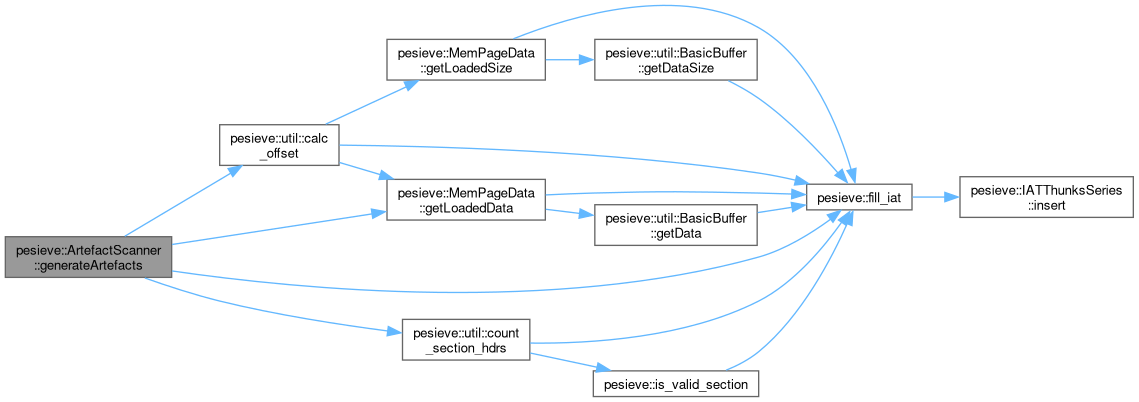 pesieve::MemPageData
::getLoadedSize
pesieve::util::BasicBuffer
::getDataSize
pesieve::util::calc
_offset
pesieve::MemPageData
::getLoadedData
pesieve::fill_iat
pesieve::IATThunksSeries
::insert
pesieve::util::BasicBuffer
::getData
pesieve::ArtefactScanner
::generateArtefacts
pesieve::util::count
_section_hdrs
pesieve::is_valid_section